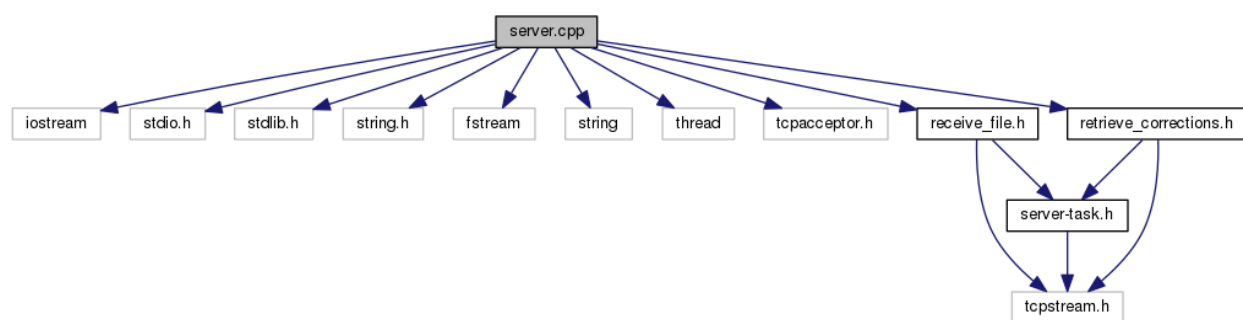 server.cpp
iostream
stdio.h
stdlib.h
string.h
fstream
string
thread
tcpacceptor.h
receive_file.h
retrieve_corrections.h
server-task.h
tcpstream.h